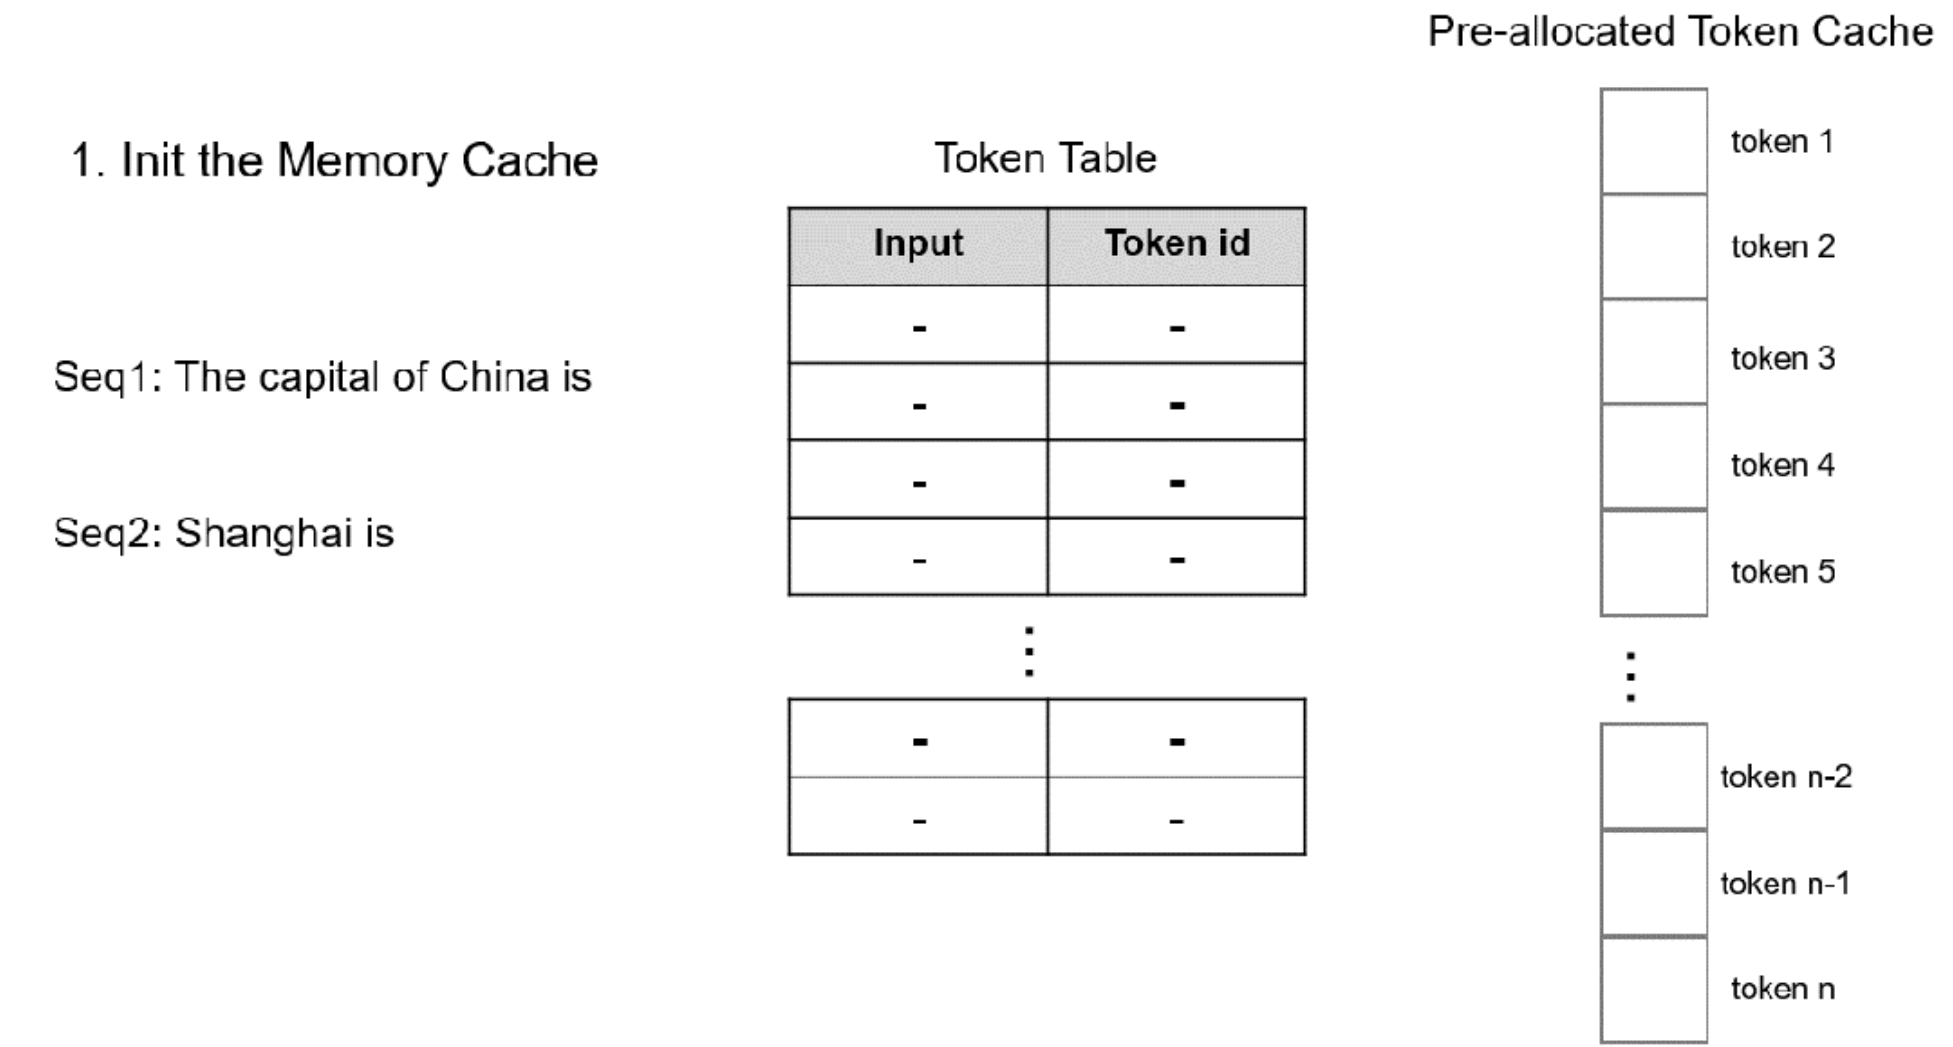 Pre-allocated Token Cache
1. Init the Memory Cache
Token Table
Input Token id
- -
- -
- -
- -
⋮
- -
- -
Seq1: The capital of China is
Seq2: Shanghai is
token 1
token 2
token 3
token 4
token 5
⋮
token n-2
token n-1
token n